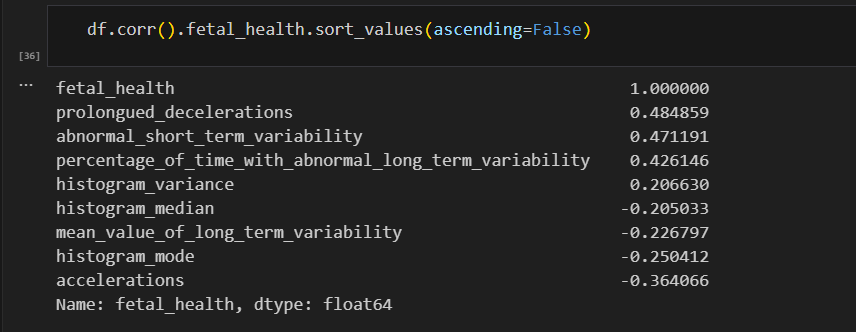 df.corr().fetal_health.sort_values(ascending=False)
[36]
...
fetal_health 1.000000
prolongued_decelerations 0.484859
abnormal_short_term_variability 0.471191
percentage_of_time_with_abnormal_long_term_variability 0.426146
histogram_variance 0.206630
histogram_median -0.205033
mean_value_of_long_term_variability -0.226797
histogram_mode -0.250412
accelerations -0.364066
Name: fetal_health, dtype: float64